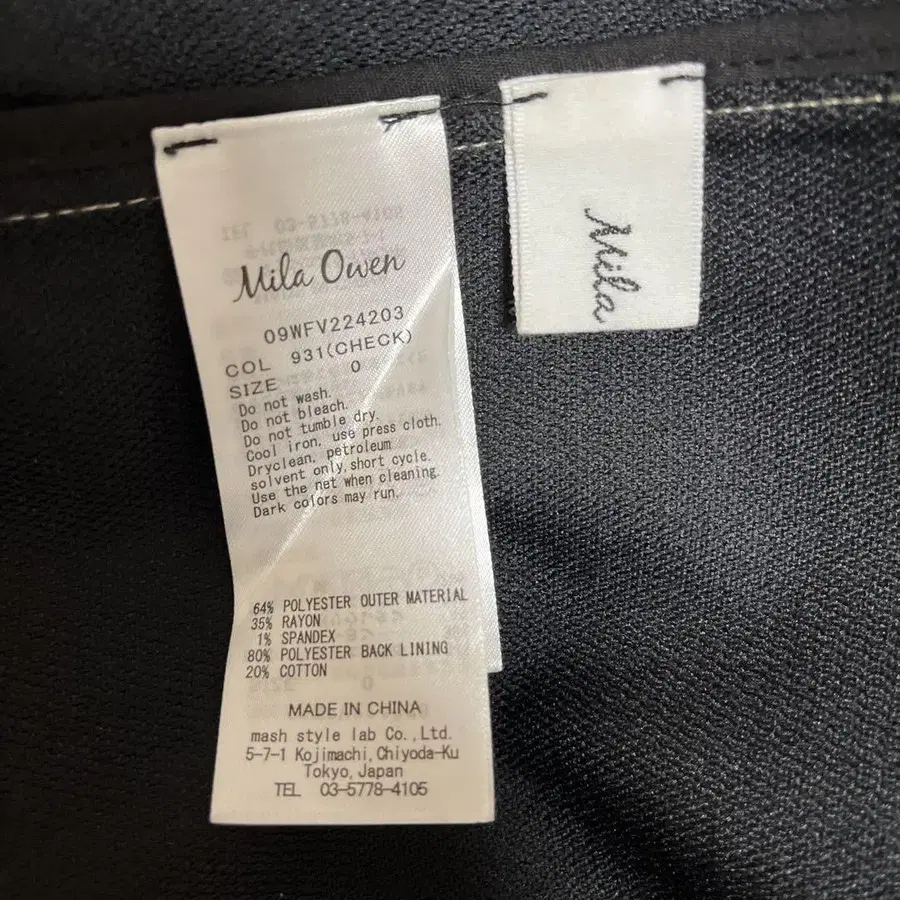 Mila Owen
09WFV224203
COL 931(CHECK)
SIZE 0
Do not wash.
Do not bleach.
Do not tumble dry.
Cool iron, use press cloth.
Dryclean, petroleum
solvent only, short cycle.
Use the net when cleaning.
Dark colors may run.
64% POLYESTER OUTER MATERIAL
35% RAYON
1% SPANDEX
80% POLYESTER BACK LINING
20% COTTON
MADE IN CHINA
mash style lab Co., Ltd.
5-7-1 Kojimachi, Chiyoda-Ku
Tokyo, Japan
TEL 03-5778-4105
Mila